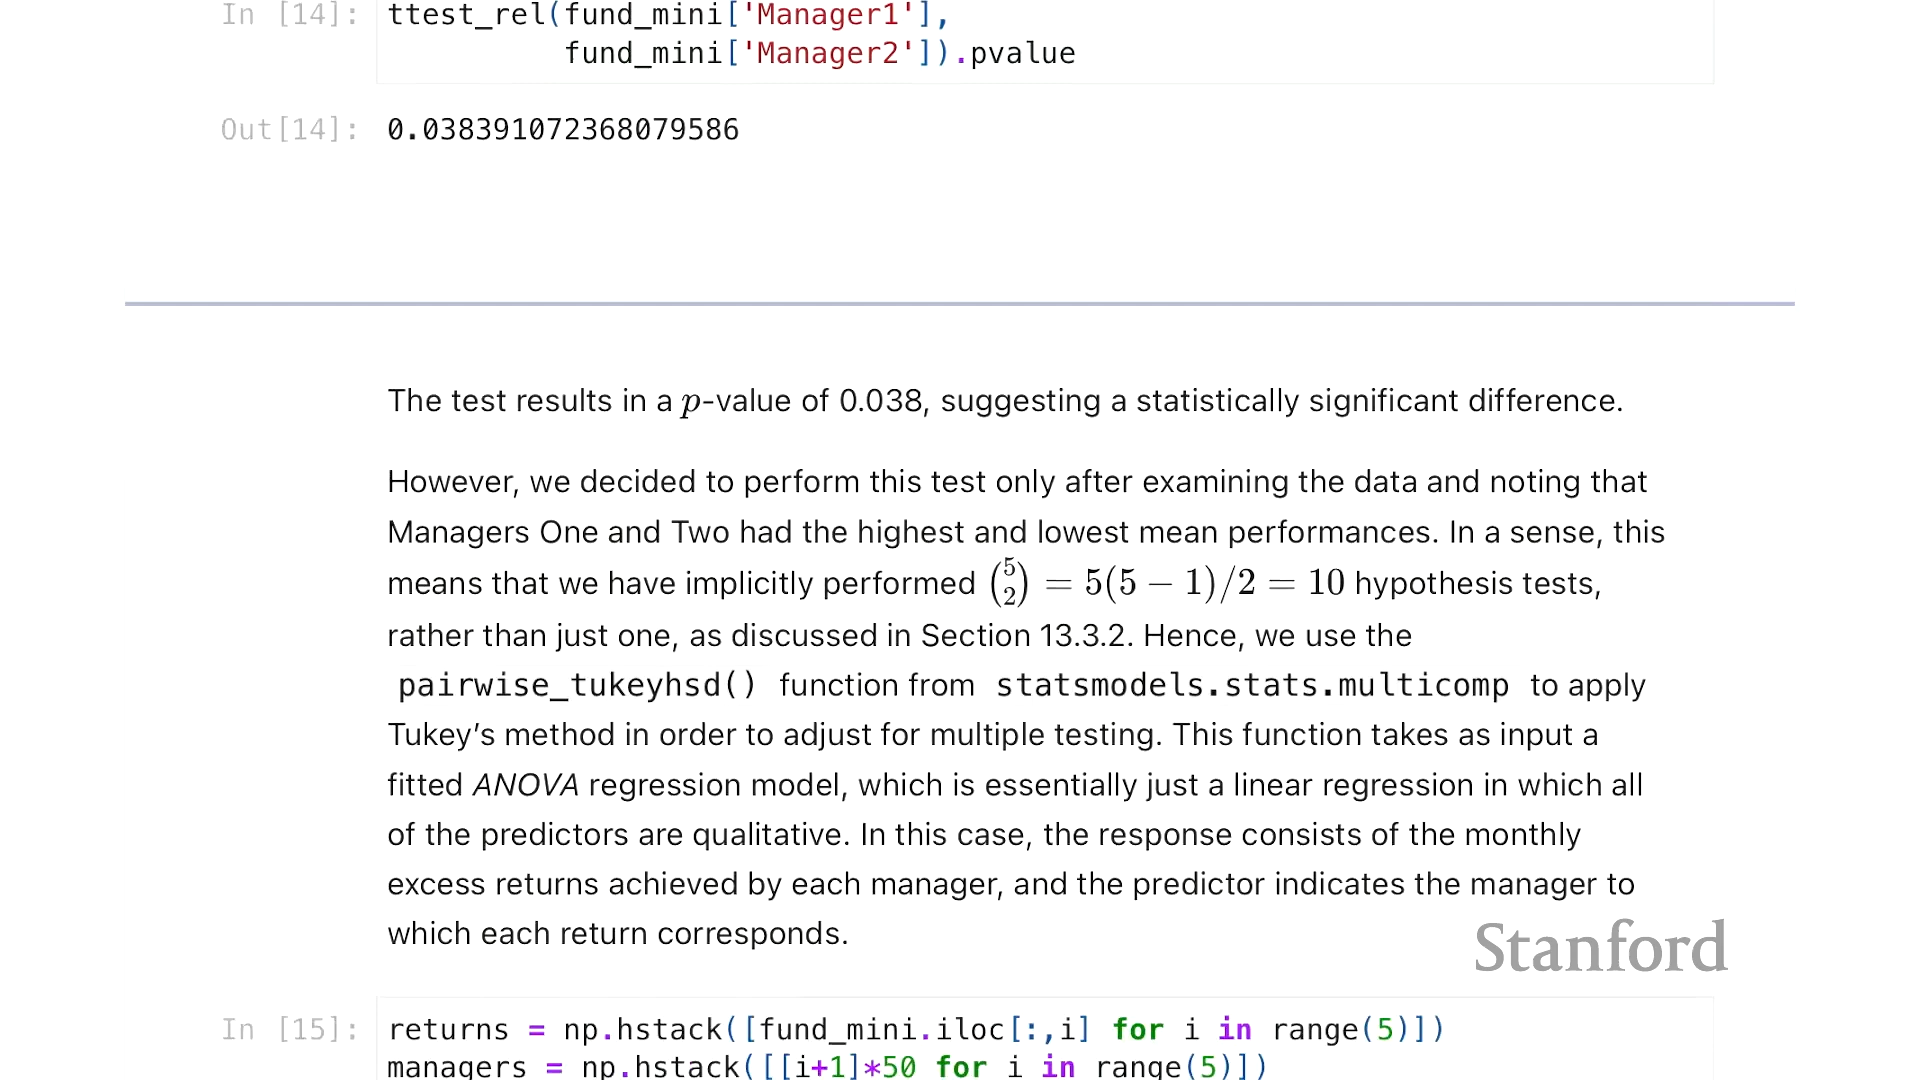 In [14]: ttest_rel(fund_mini['Manager1'],
fund_mini['Manager2']).pvalue
Out[14]: 0.038391072368079586
The test results in a p-value of 0.038, suggesting a statistically significant difference.
However, we decided to perform this test only after examining the data and noting that
Managers One and Two had the highest and lowest mean performances. In a sense, this
means that we have implicitly performed (5 2) = 5(5 − 1)/2 = 10 hypothesis tests,
rather than just one, as discussed in Section 13.3.2. Hence, we use the
pairwise_tukeyhsd() function from statsmodels.stats.multicomp to apply
Tukey’s method in order to adjust for multiple testing. This function takes as input a
fitted ANOVA regression model, which is essentially just a linear regression in which all
of the predictors are qualitative. In this case, the response consists of the monthly
excess returns achieved by each manager, and the predictor indicates the manager to
which each return corresponds.
Stanford
In [15]: returns = np.hstack([fund_mini.iloc[:,i] for i in range(5)])
managers = np.hstack([[i+1]*50 for i in range(5)])